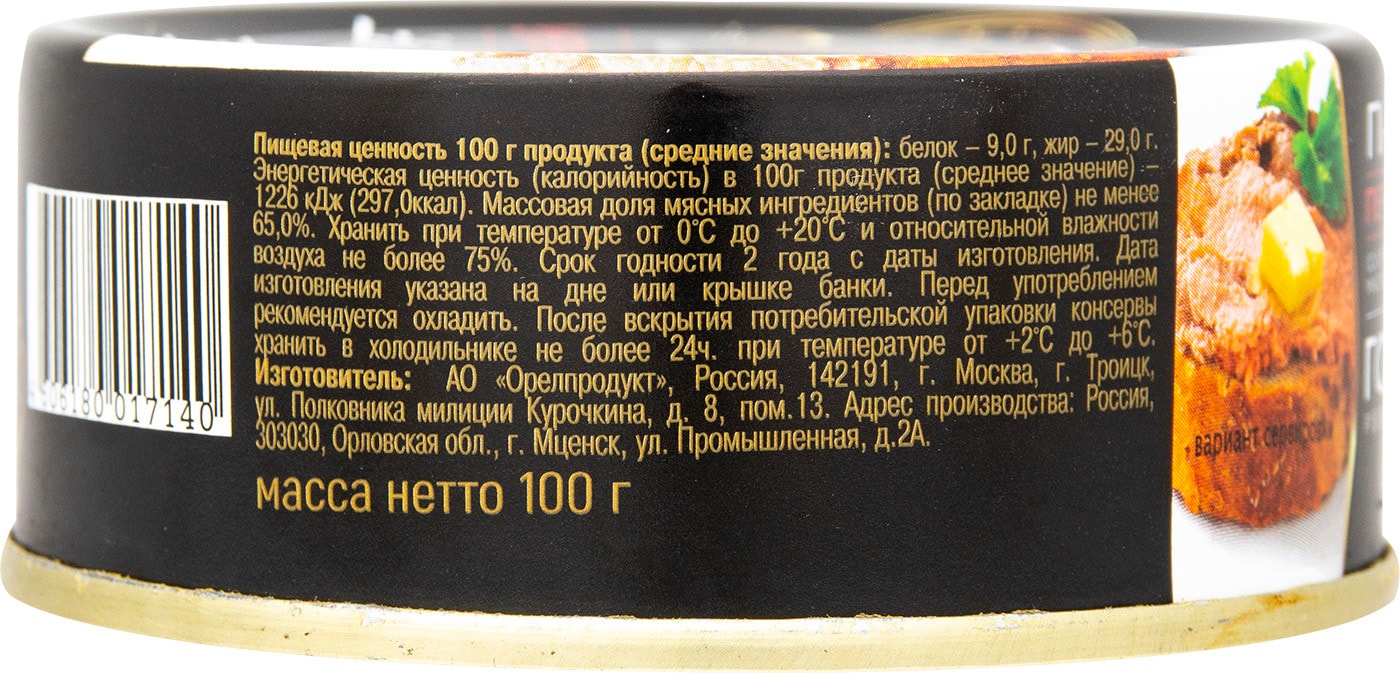 Пищевая ценность 100 г продукта (средние значения): белок – 9,0 г, жир – 29,0 г.
Энергетическая ценность (калорийность) в 100г продукта (среднее значение) –
1226 кДж (297,0ккал). Массовая доля мясных ингредиентов (по закладке) не менее
65,0%. Хранить при температуре от 0°С до +20°С и относительной влажности
воздуха не более 75%. Срок годности 2 года с даты изготовления. Дата
изготовления указана на дне или крышке банки. Перед употреблением
рекомендуется охладить. После вскрытия потребительской упаковки консервы
хранить в холодильнике не более 24ч. при температуре от +2°С до +6°С.
Изготовитель: АО «Орелпродукт», Россия, 142191, г. Москва, г. Троицк,
ул. Полковника милиции Курочкина, д. 8, пом.13. Адрес производства: Россия,
303030, Орловская обл., г. Мценск, ул. Промышленная, д.2А.
масса нетто 100 г
606180 017140
вариант